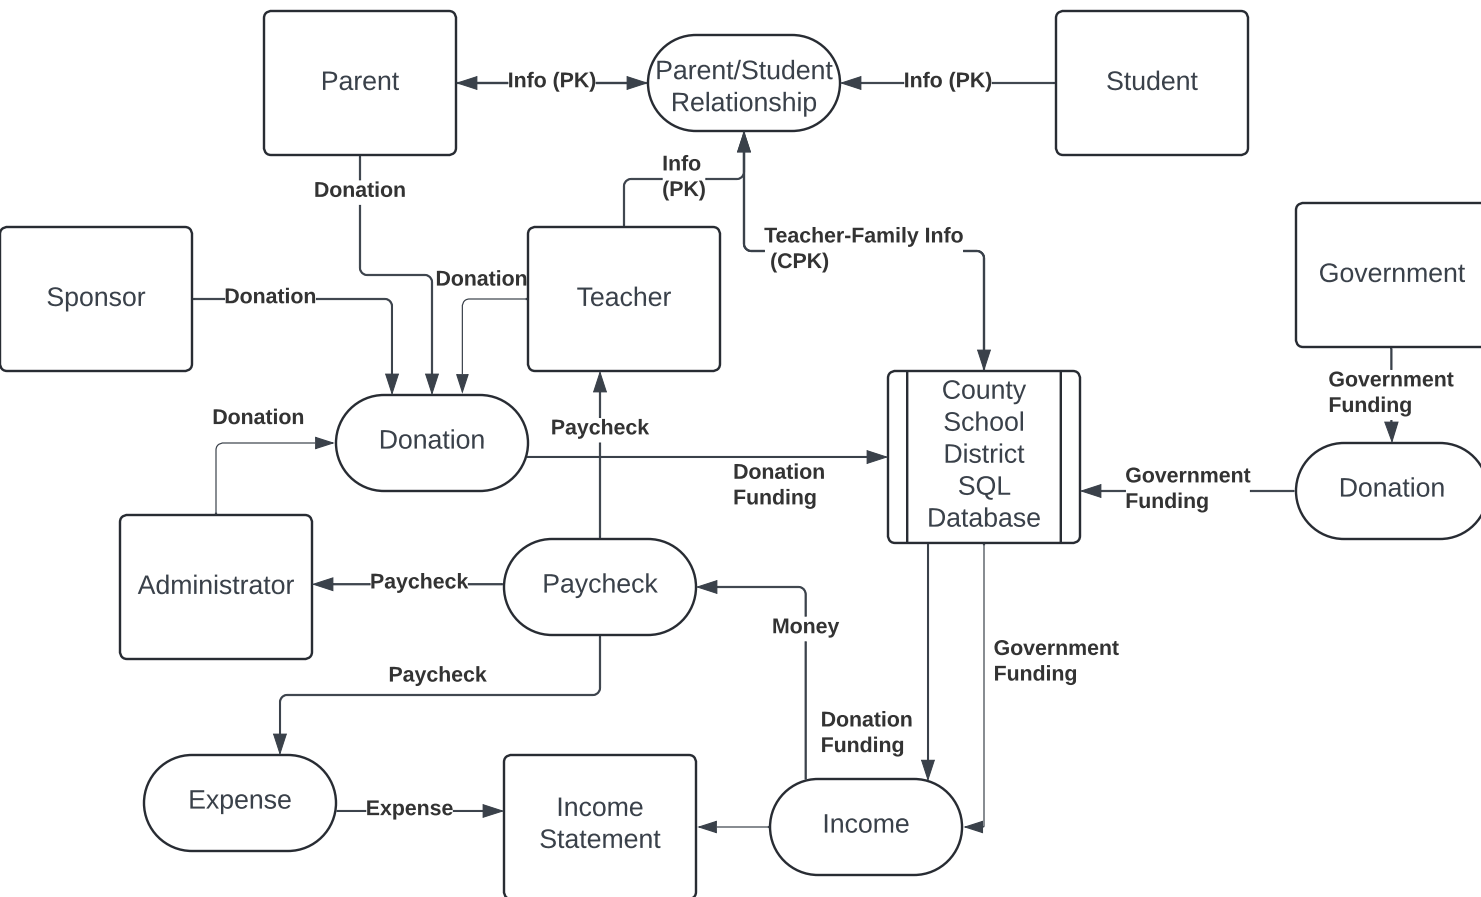 Parent
Info (PK)
Parent/Student
Relationship
Info (PK)
Student
Donation
Info
(PK)
Teacher-Family Info
(CPK)
Sponsor
Donation
Donation
Teacher
Government
Donation
Donation
Paycheck
Donation
Funding
County
School
District
SQL
Database
Government
Funding
Government
Funding
Donation
Administrator
Paycheck
Paycheck
Money
Government
Funding
Paycheck
Donation
Funding
Expense
Expense
Income
Statement
Income